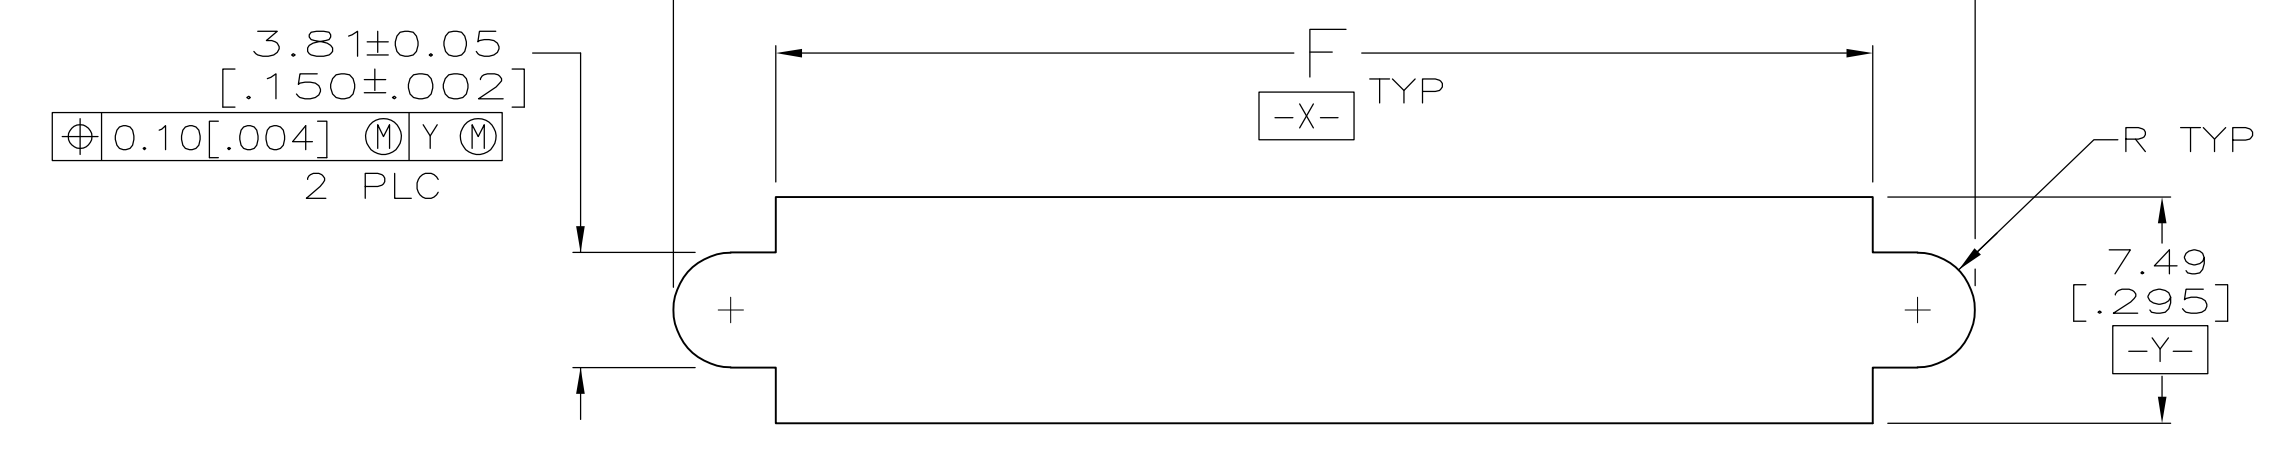 3.81±0.05
[.150±.002]
⌖ 0.10[.004] Ⓜ Y Ⓜ
2 PLC
F
TYP
-X-
R TYP
7.49
[.295]
-Y-